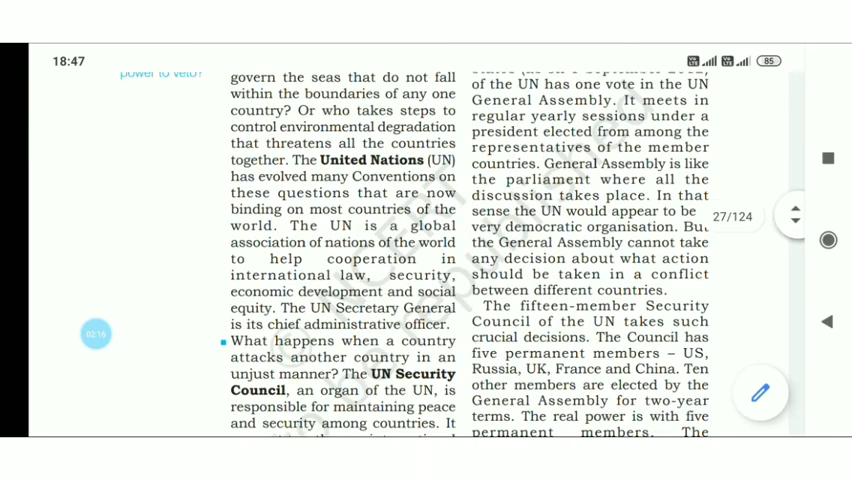 18:47
85
power to veto?
govern the seas that do not fall
within the boundaries of any one
country? Or who takes steps to
control environmental degradation
that threatens all the countries
together. The United Nations (UN)
has evolved many Conventions on
these questions that are now
binding on most countries of the
world. The UN is a global
association of nations of the world
to help cooperation in
international law, security,
economic development and social
equity. The UN Secretary General
is its chief administrative officer.
What happens when a country
attacks another country in an
unjust manner? The UN Security
Council, an organ of the UN, is
responsible for maintaining peace
and security among countries. It
of the UN has one vote in the UN
General Assembly. It meets in
regular yearly sessions under a
president elected from among the
representatives of the member
countries. General Assembly is like
the parliament where all the
discussion takes place. In that
sense the UN would appear to be
very democratic organisation. But
the General Assembly cannot take
any decision about what action
should be taken in a conflict
between different countries.
The fifteen-member Security
Council of the UN takes such
crucial decisions. The Council has
five permanent members – US,
Russia, UK, France and China. Ten
other members are elected by the
General Assembly for two-year
terms. The real power is with five
permanent members. The
27/124
02:16
© NCERT
be republished